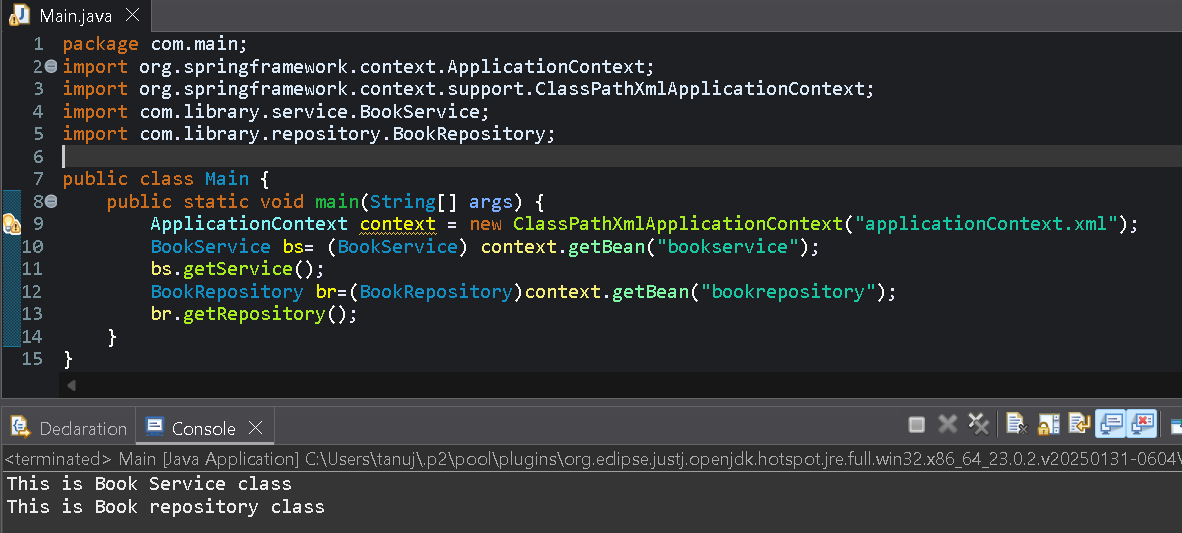 Main.java
1 package com.main;
2 import org.springframework.context.ApplicationContext;
3 import org.springframework.context.support.ClassPathXmlApplicationContext;
4 import com.library.service.BookService;
5 import com.library.repository.BookRepository;
6
7 public class Main {
8     public static void main(String[] args) {
9         ApplicationContext context = new ClassPathXmlApplicationContext("applicationContext.xml");
10         BookService bs= (BookService) context.getBean("bookservice");
11         bs.getService();
12         BookRepository br=(BookRepository)context.getBean("bookrepository");
13         br.getRepository();
14     }
15 }
Declaration Console
<terminated> Main [Java Application] C:\Users\tanuj\.p2\pool\plugins\org.eclipse.justj.openjdk.hotspot.jre.full.win32.x86_64_23.0.2.v20250131-0604\
This is Book Service class
This is Book repository class